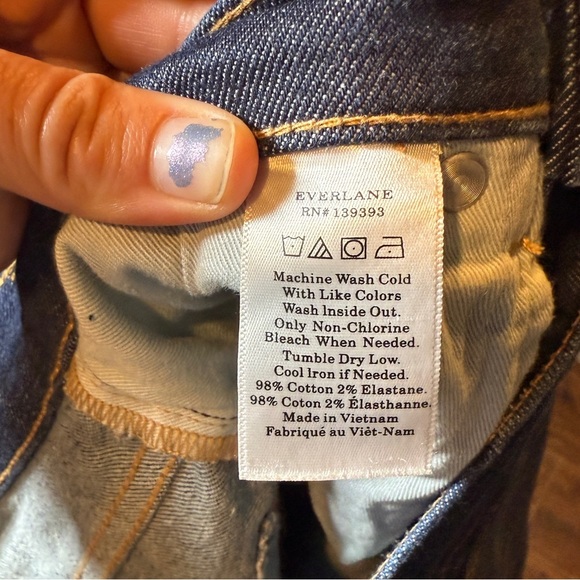 EVERLANE
RN# 139393
Machine Wash Cold
With Like Colors
Wash Inside Out.
Only Non-Chlorine
Bleach When Needed.
Tumble Dry Low.
Cool Iron if Needed.
98% Cotton 2% Elastane.
98% Coton 2% Élasthanne.
Made in Vietnam
Fabriqué au Viêt-Nam